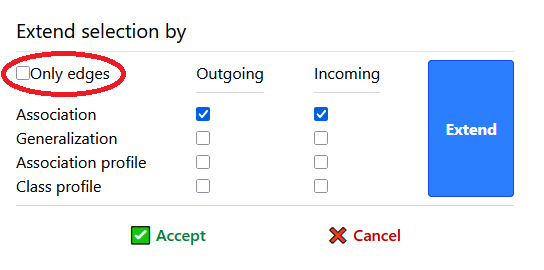 Extend selection by
Only edges Outgoing Incoming
Association
Generalization
Association profile
Class profile
Extend
Accept Cancel